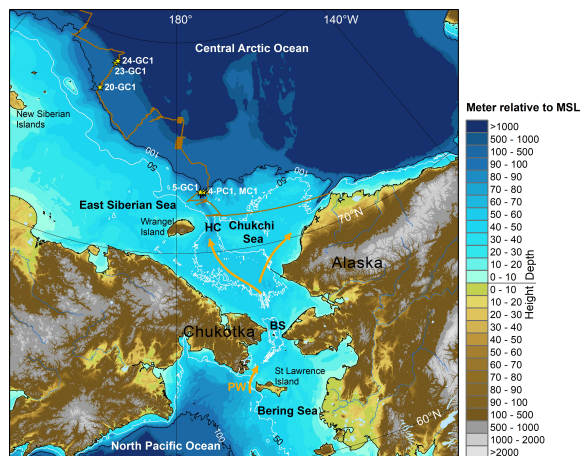 180°
140°W
Central Arctic Ocean
24-GC1
23-GC1
20-GC1
New Siberian
Islands
100
50
100
50
5-GC1
4-PC1, MC1
East Siberian Sea
Wrangel
Island
HC
Chukchi
Sea
70°N
Alaska
Chukotka
BS
St Lawrence
Island
PW
Bering Sea
60°N
100
50
North Pacific Ocean
Meter relative to MSL
>1000
500 - 1000
100 - 500
90 - 100
80 - 90
70 - 80
60 - 70
50 - 60
40 - 50
30 - 40
20 - 30
10 - 20
0 - 10
0 - 10
10 - 20
20 - 30
30 - 40
40 - 50
50 - 60
60 - 70
70 - 80
80 - 90
90 - 100
100 - 500
500 - 1000
1000 - 2000
>2000
Depth
Height